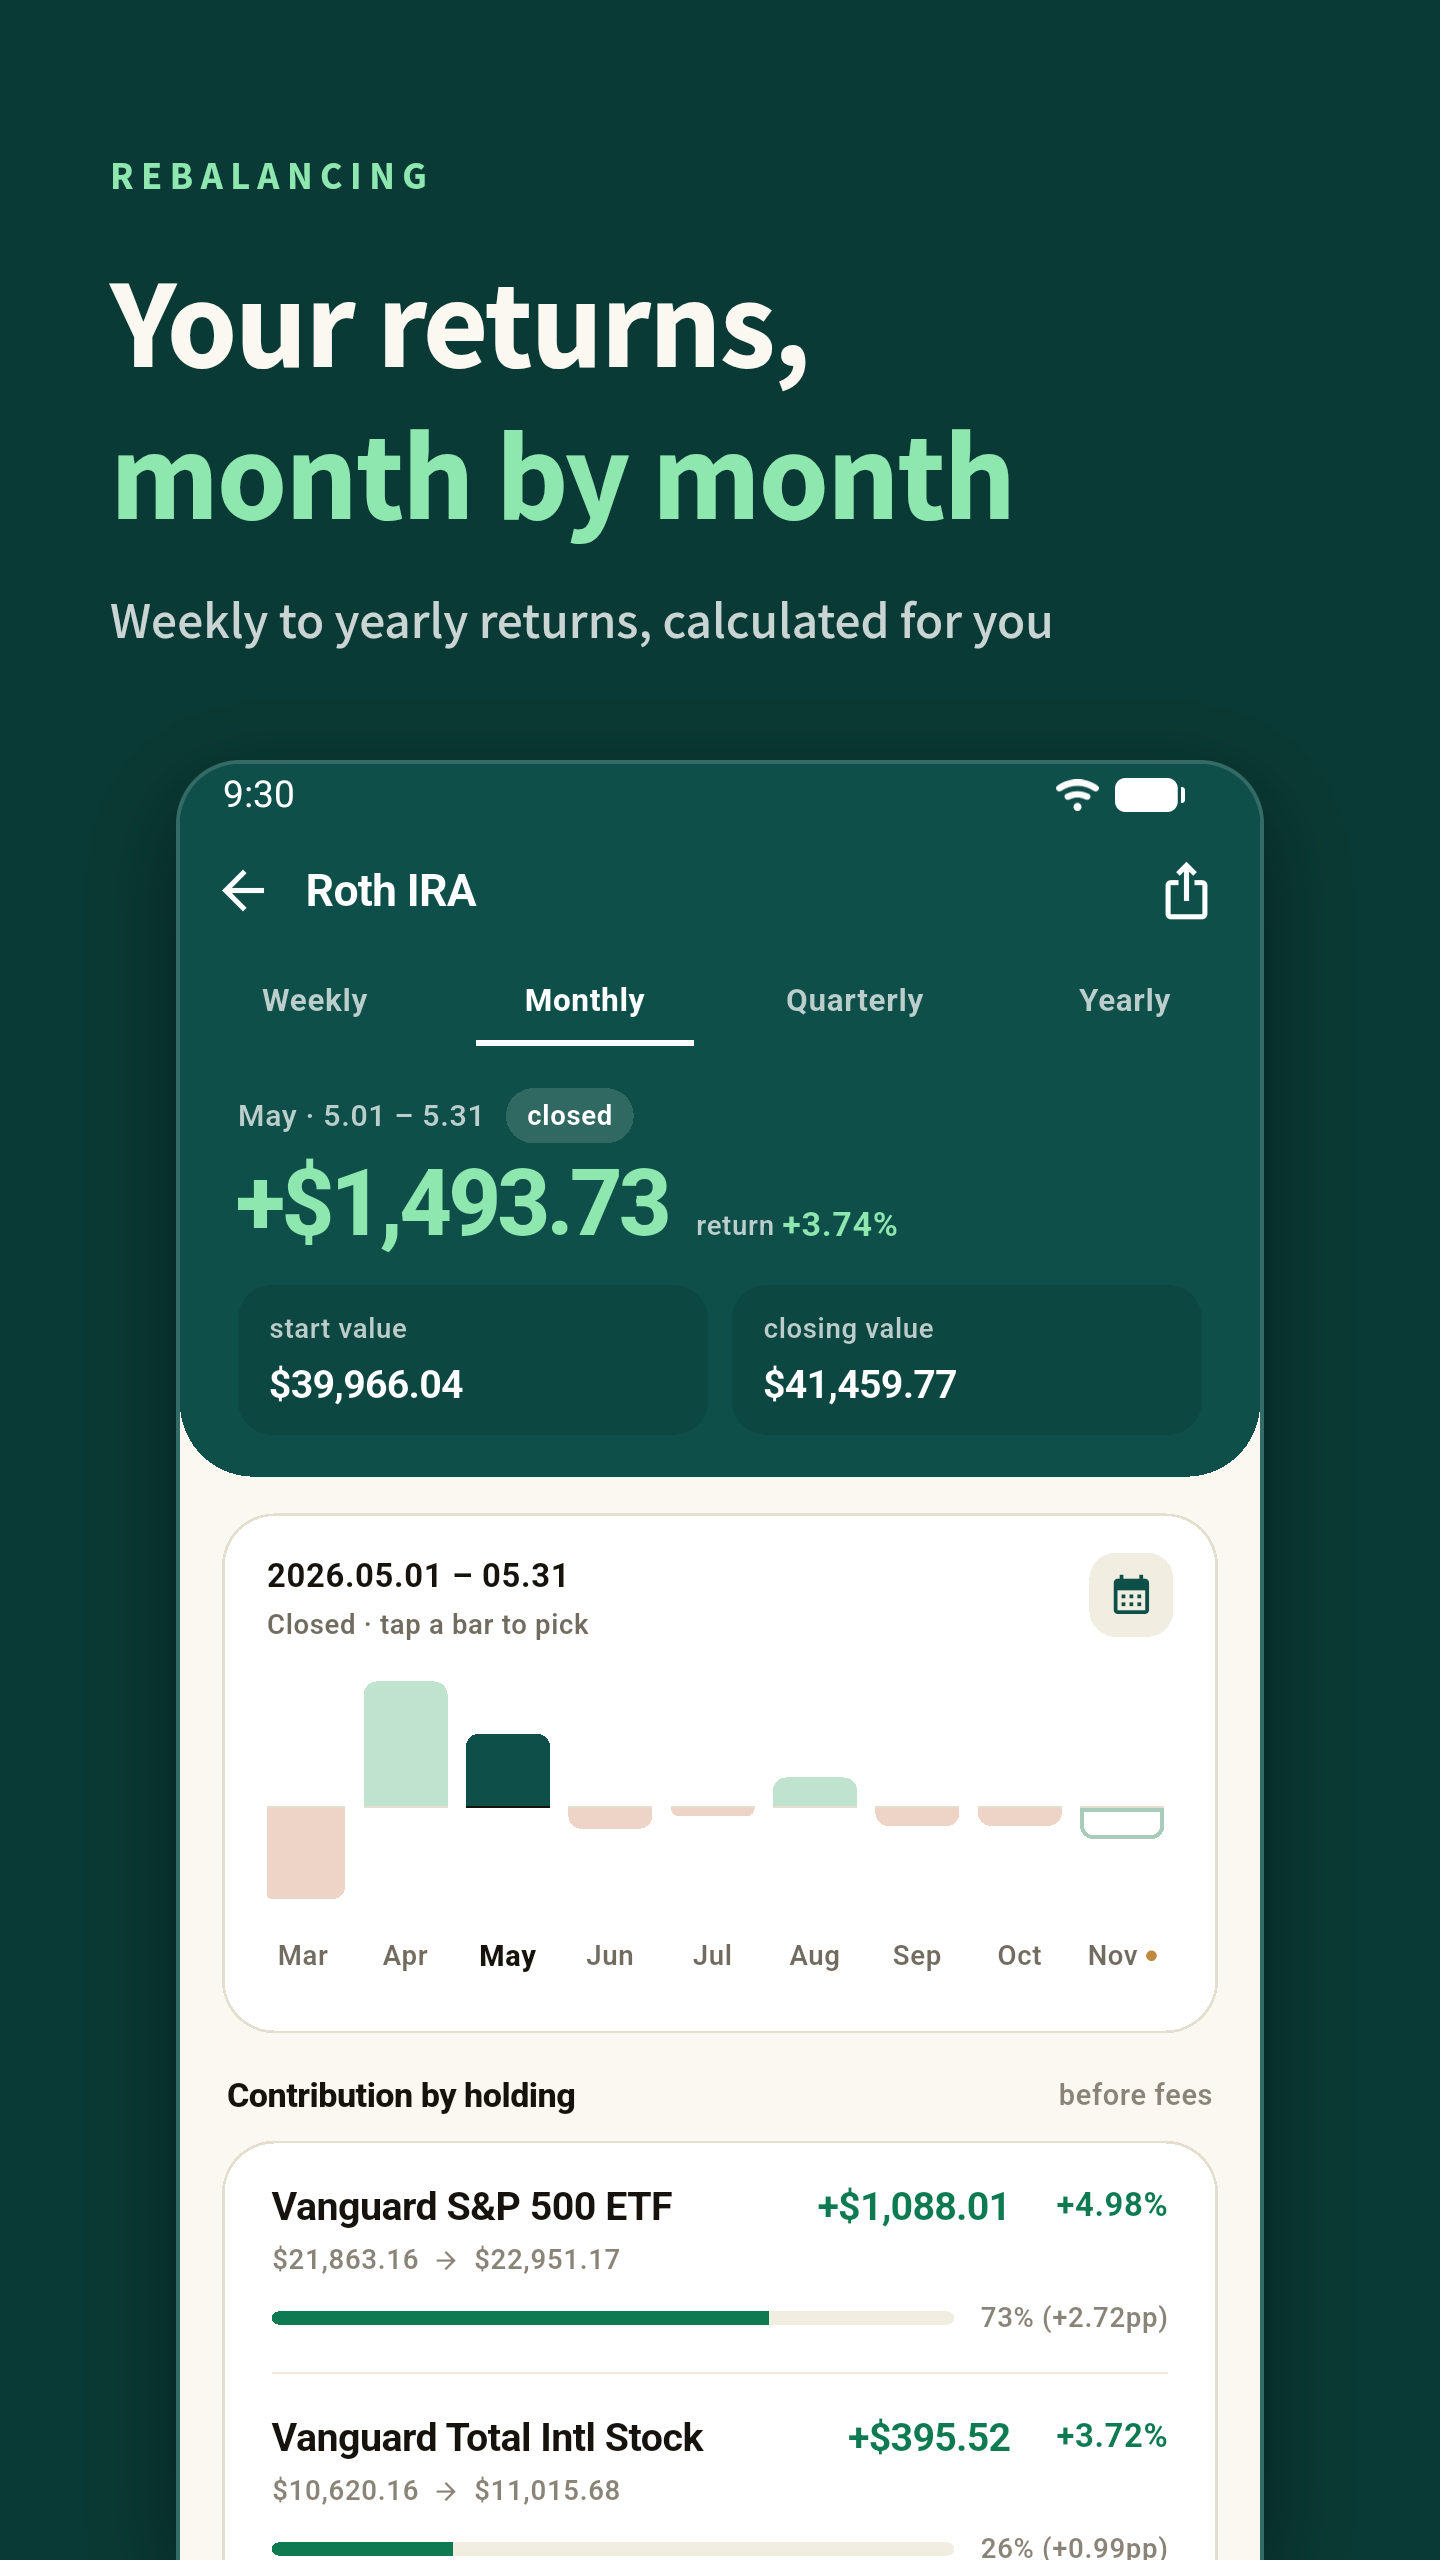 REBALANCING
Your returns,
month by month
Weekly to yearly returns, calculated for you
9:30
Roth IRA
Weekly Monthly Quarterly Yearly
May · 5.01 – 5.31 closed
+$1,493.73 return +3.74%
start value closing value
$39,966.04 $41,459.77
2026.05.01 – 05.31
Closed · tap a bar to pick
Mar Apr May Jun Jul Aug Sep Oct Nov
Contribution by holding before fees
Vanguard S&P 500 ETF +$1,088.01 +4.98%
$21,863.16 → $22,951.17
73% (+2.72pp)
Vanguard Total Intl Stock +$395.52 +3.72%
$10,620.16 → $11,015.68
26% (+0.99pp)